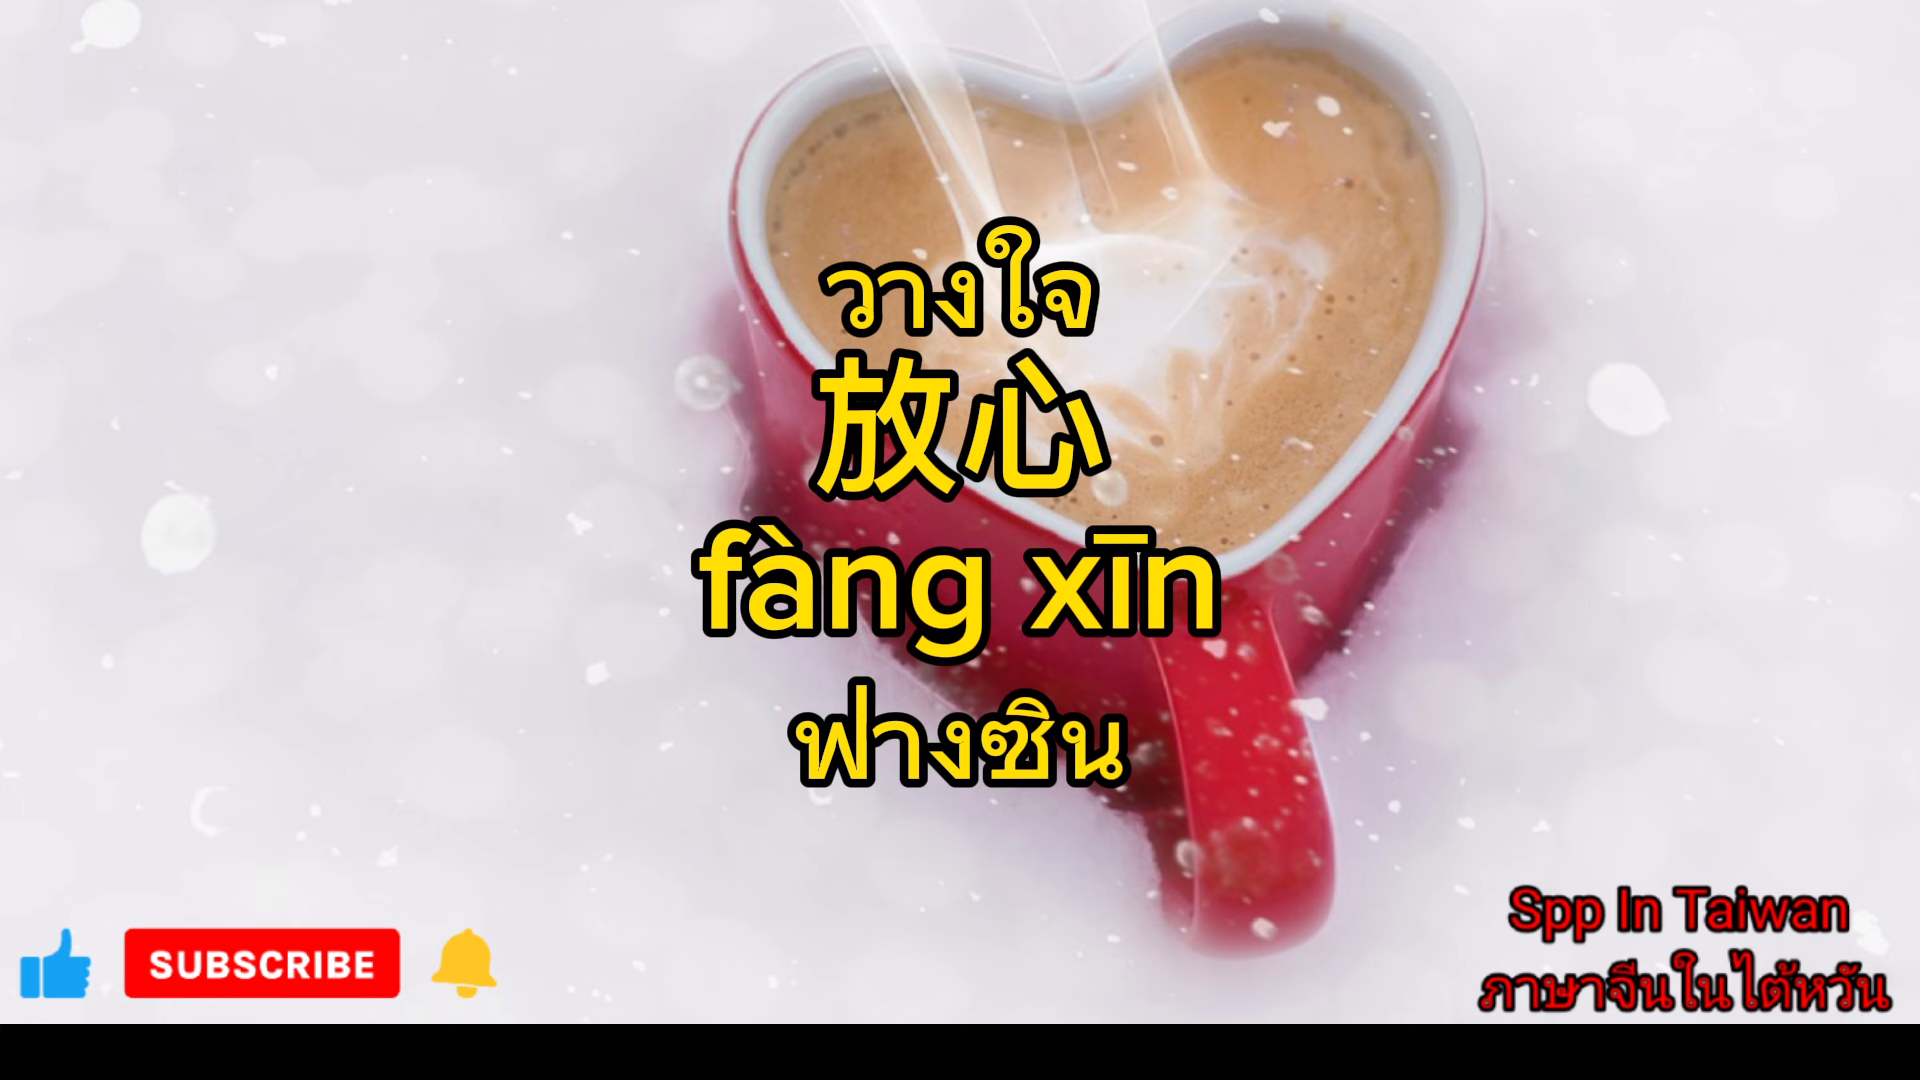 วางใจ
放心
fàng xīn
ฟางซิน
SUBSCRIBE
Spp In Taiwan
ภาษาจีนในไต้หวัน